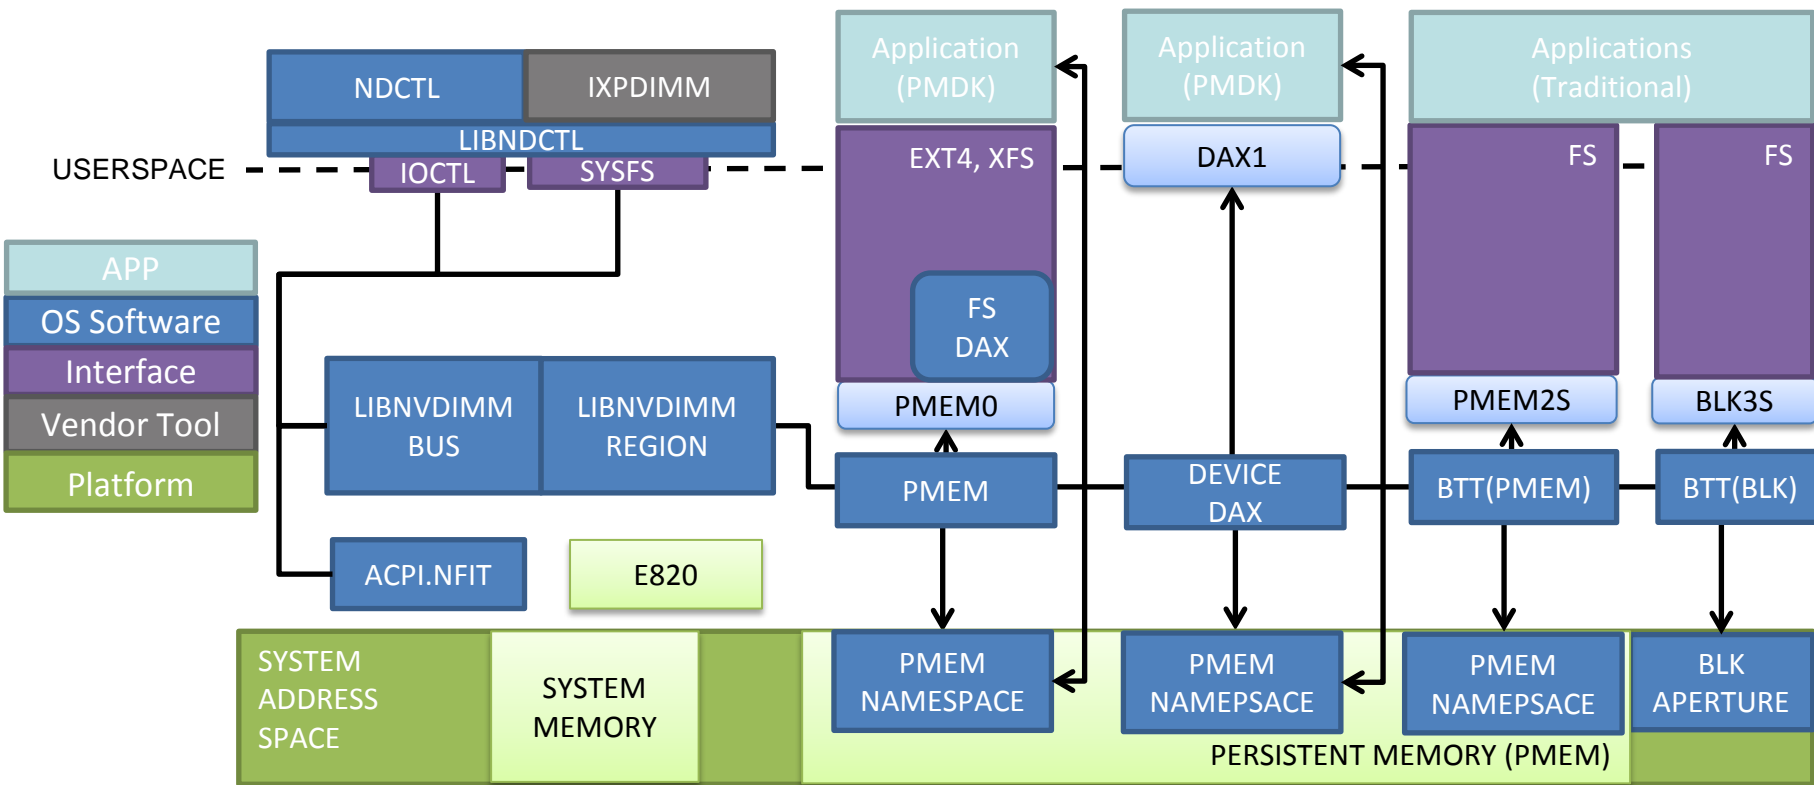 NDCTL
IXPDIMM
LIBNDCTL
USERSPACE
IOCTL
SYSFS
Application
(PMDK)
Application
(PMDK)
Applications
(Traditional)
EXT4, XFS
DAX1
FS
FS
APP
OS Software
Interface
Vendor Tool
Platform
FS
DAX
LIBNVDIMM
BUS
LIBNVDIMM
REGION
PMEM0
PMEM2S
BLK3S
PMEM
DEVICE
DAX
BTT(PMEM)
BTT(BLK)
ACPI.NFIT
E820
SYSTEM
ADDRESS
SPACE
SYSTEM
MEMORY
PMEM
NAMESPACE
PMEM
NAMEPSACE
PMEM
NAMEPSACE
BLK
APERTURE
PERSISTENT MEMORY (PMEM)